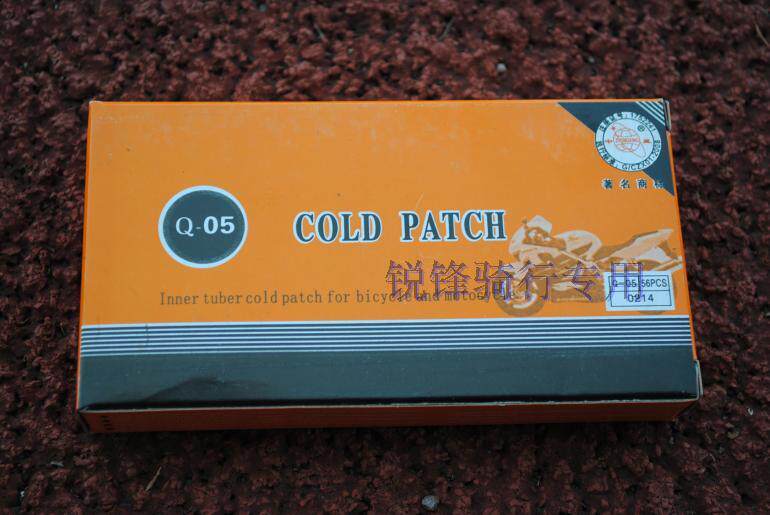 Q-05
COLD PATCH
锐锋骑行专用
Inner tuber cold patch for bicycle and motocycle
Q-05 56PCS
0214
著名商标